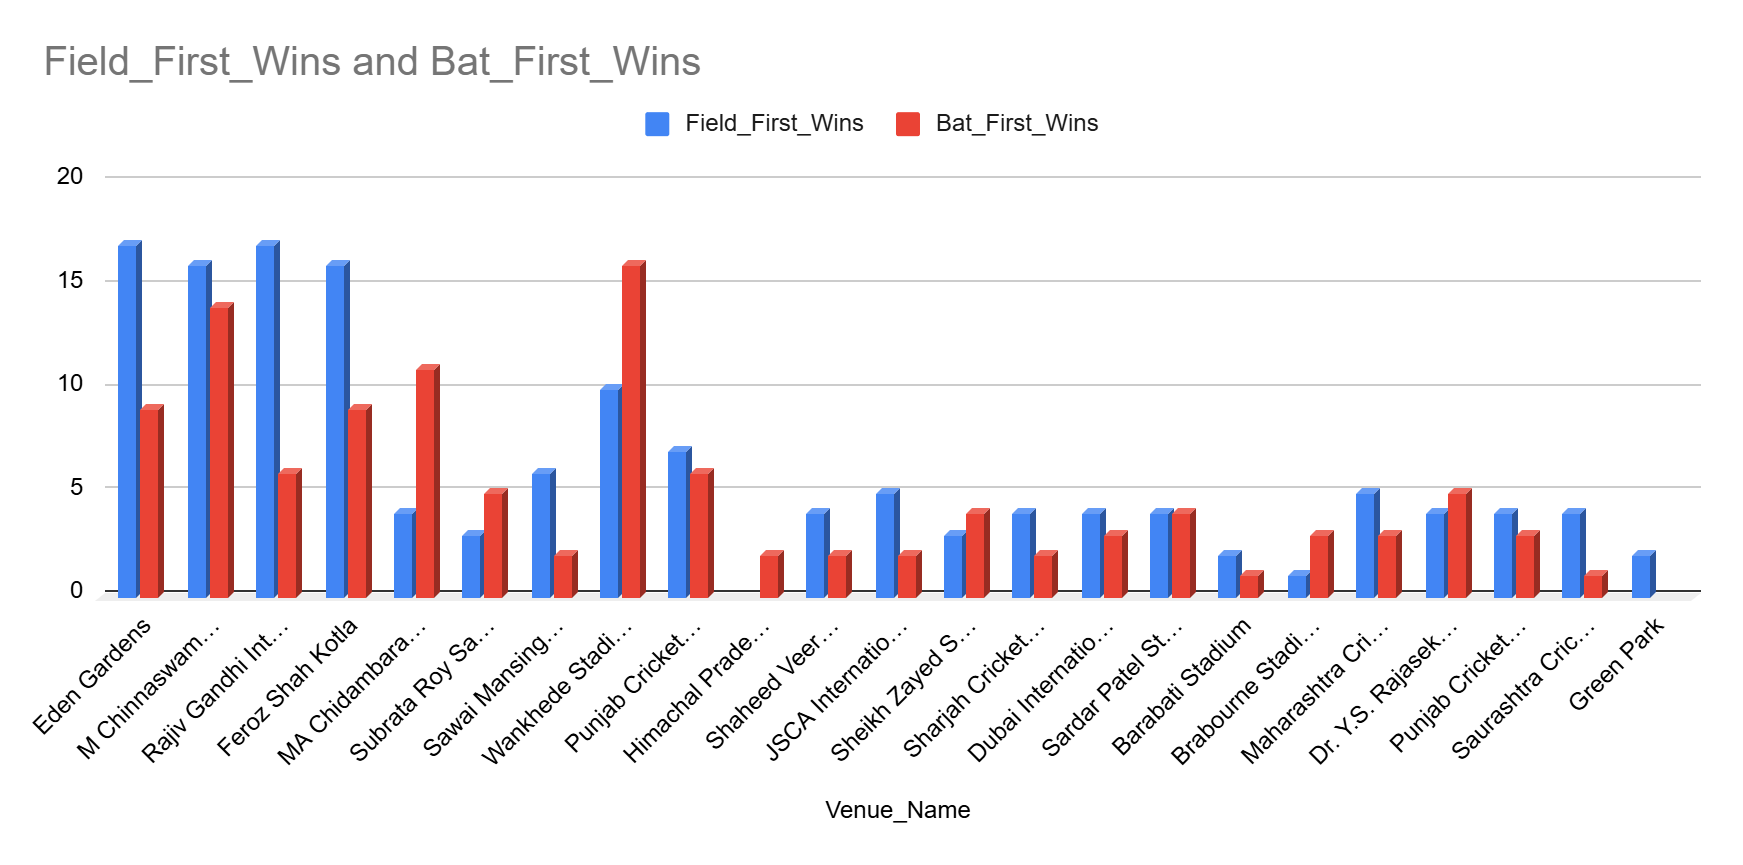 Field_First_Wins and Bat_First_Wins
Field_First_Wins
Bat_First_Wins
20
15
10
5
0
Eden Gardens
M Chinnaswam…
Rajiv Gandhi Int…
Feroz Shah Kotla
MA Chidambara…
Subrata Roy Sa…
Sawai Mansing…
Wankhede Stadi…
Punjab Cricket…
Himachal Prade…
Shaheed Veer…
JSCA Internatio…
Sheikh Zayed S…
Sharjah Cricket…
Dubai Internatio…
Sardar Patel St…
Barabati Stadium
Brabourne Stadi…
Maharashtra Cri…
Dr. Y.S. Rajasek…
Punjab Cricket…
Saurashtra Cric…
Green Park
Venue_Name